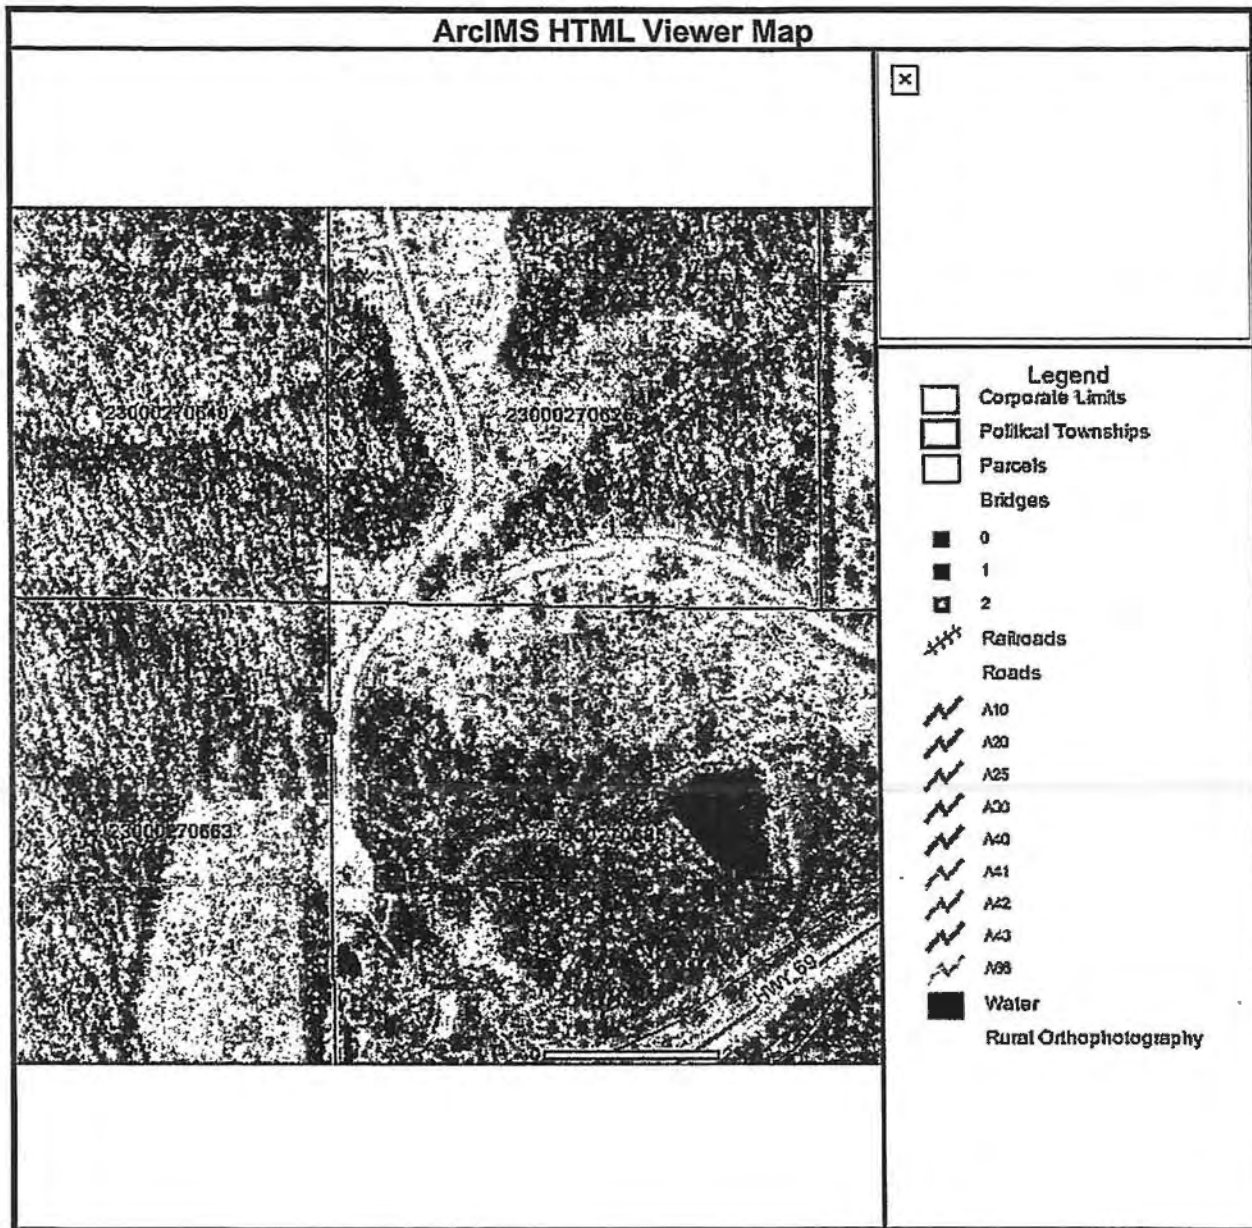 ArcIMS HTML Viewer Map
23000270640
23000270626
23000270663
HWY 69
0
Legend
Corporate Limits
Political Townships
Parcels
Bridges
0
1
2
Railroads
Roads
A10
A20
A25
A30
A40
A41
A42
A43
Water
Rural Orthophotography